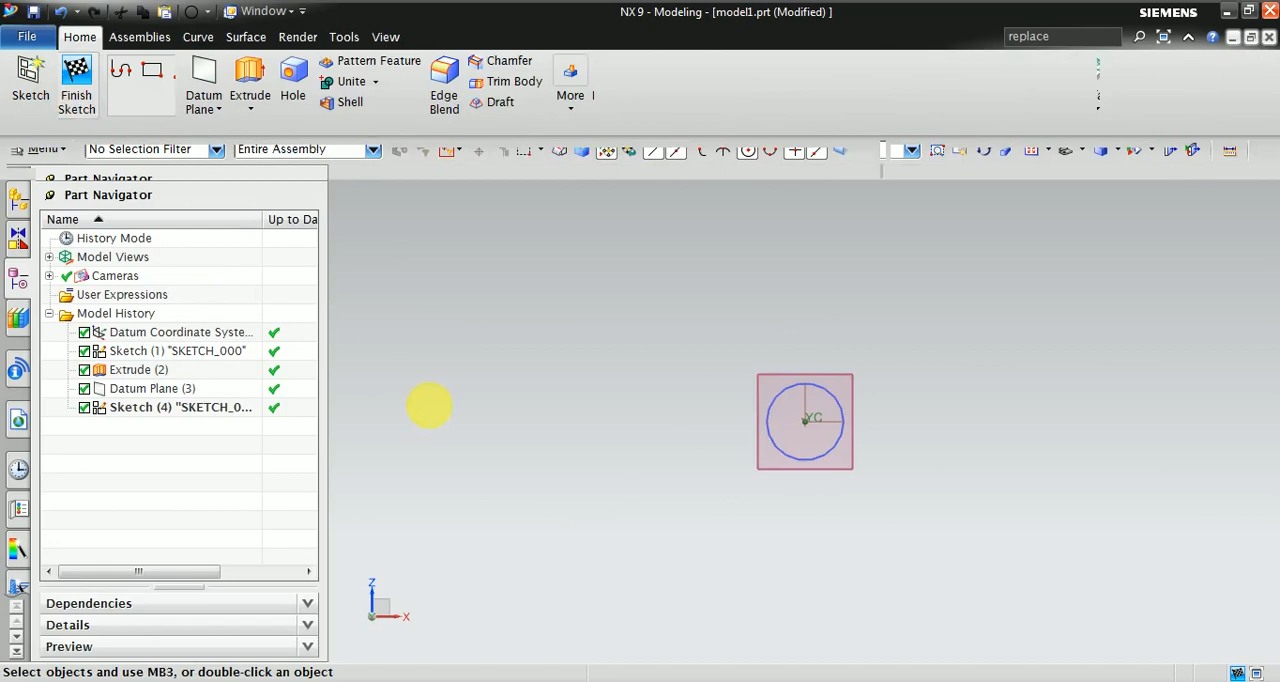 Window
NX 9 - Modeling - [model1.prt (Modified) ]
SIEMENS
File
Home
Assemblies
Curve
Surface
Render
Tools
View
replace
Sketch
Finish Sketch
Datum Plane
Extrude
Hole
Pattern Feature
Unite
Shell
Edge Blend
Chamfer
Trim Body
Draft
More
Menu
No Selection Filter
Entire Assembly
Part Navigator
Part Navigator
Name
Up to Da
History Mode
Model Views
Cameras
User Expressions
Model History
Datum Coordinate Syste...
Sketch (1) "SKETCH_000"
Extrude (2)
Datum Plane (3)
Sketch (4) "SKETCH_0...
YC
Z
X
Dependencies
Details
Preview
Select objects and use MB3, or double-click an object